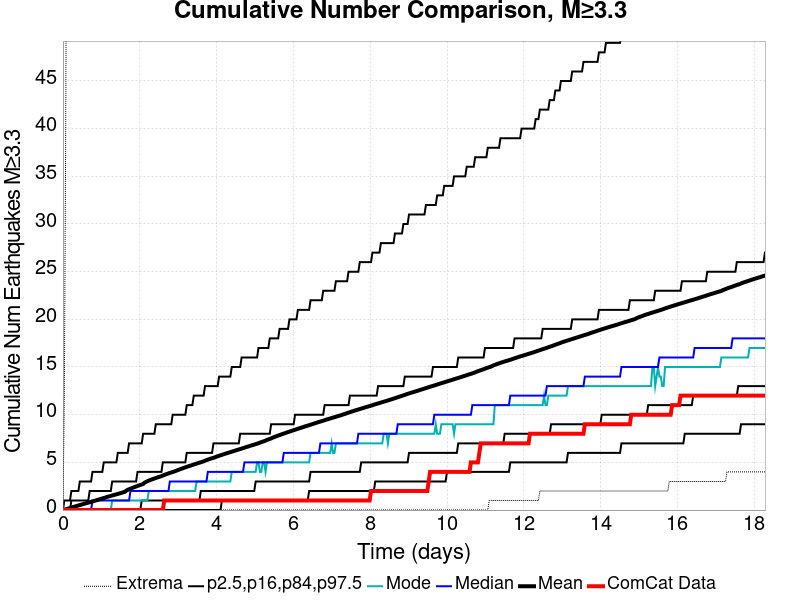 Cumulative Number Comparison, M≥3.3
Cumulative Num Earthquakes M≥3.3
45
40
35
30
25
20
15
10
5
0
0 2 4 6 8 10 12 14 16 18
Time (days)
Extrema p2.5,p16,p84,p97.5 Mode Median Mean ComCat Data